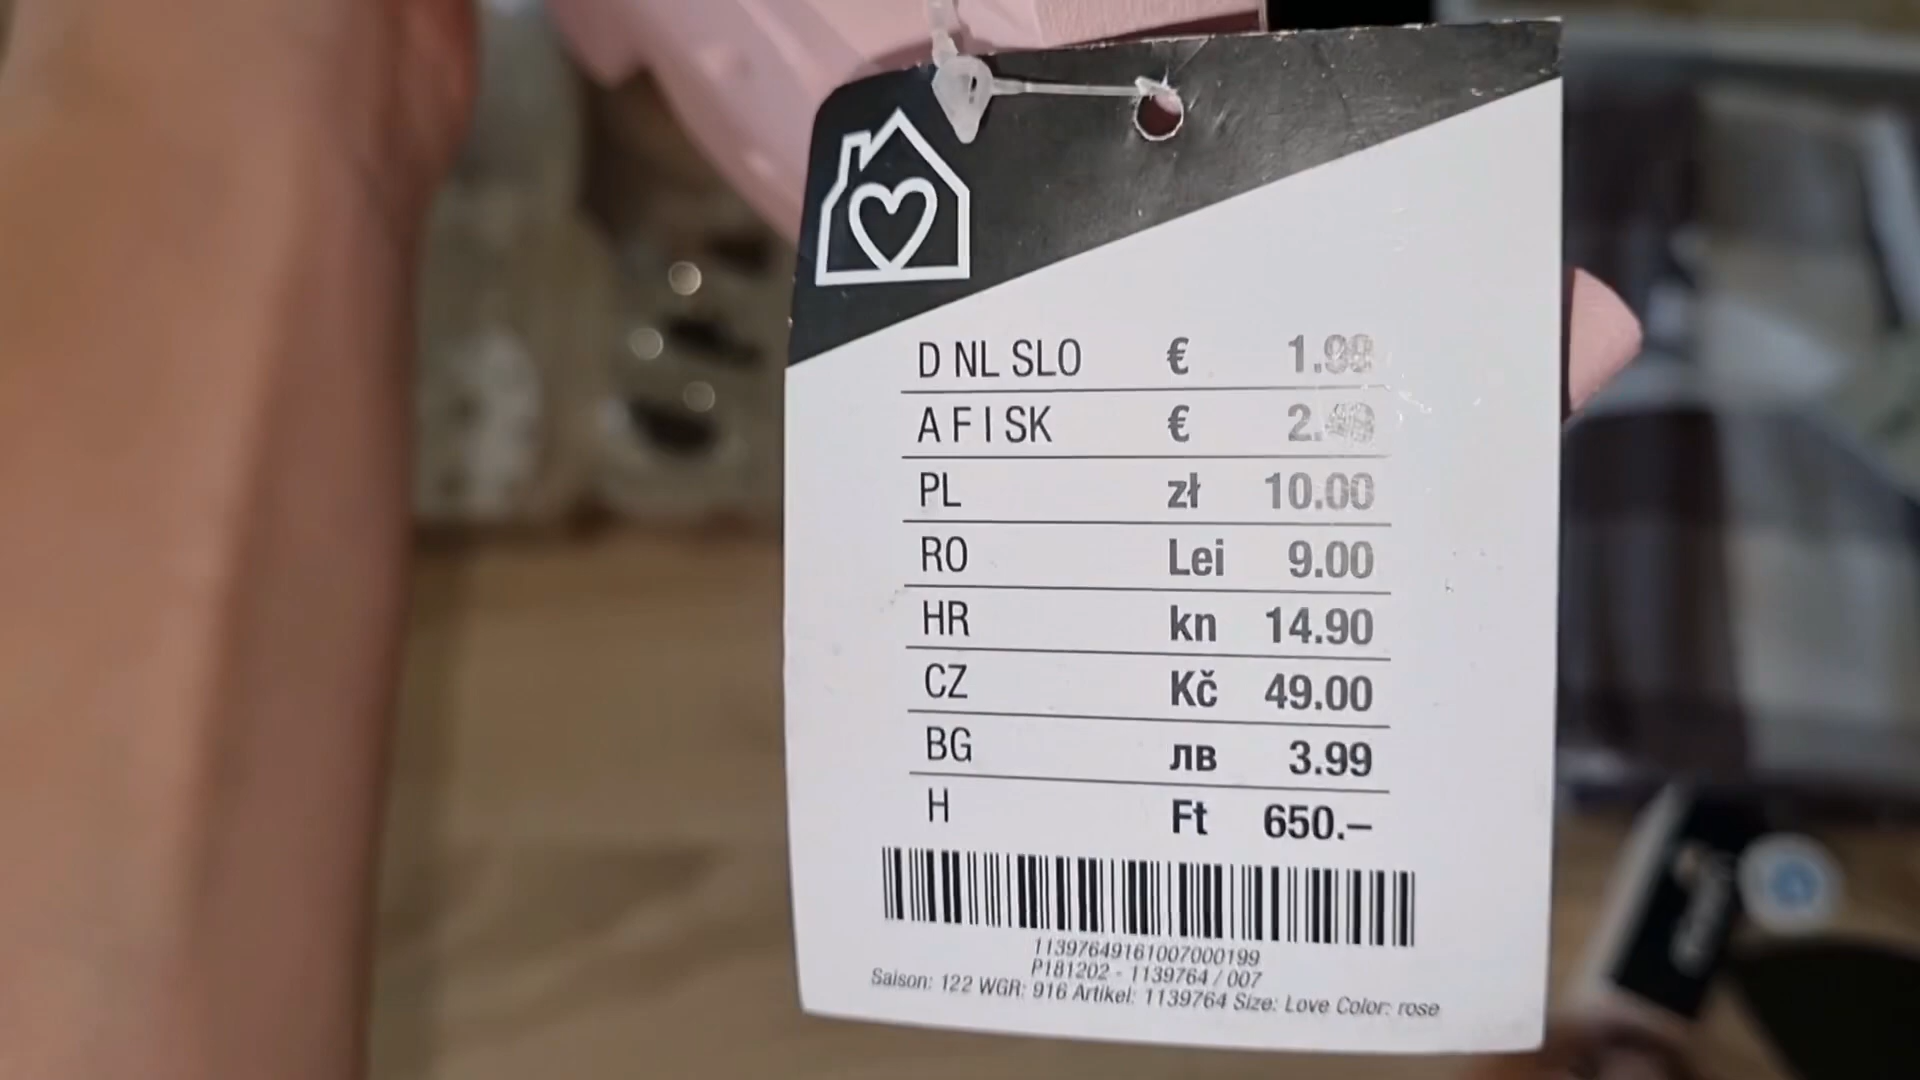 D NL SLO € 1.99
A F I SK € 2.
PL zł 10.00
RO Lei 9.00
HR kn 14.90
CZ Kč 49.00
BG лв 3.99
H Ft 650.–
11397649161007000199
P181202 - 1139764 / 007
Saison: 122 WGR: 916 Artikel: 1139764 Size: Love Color: rose